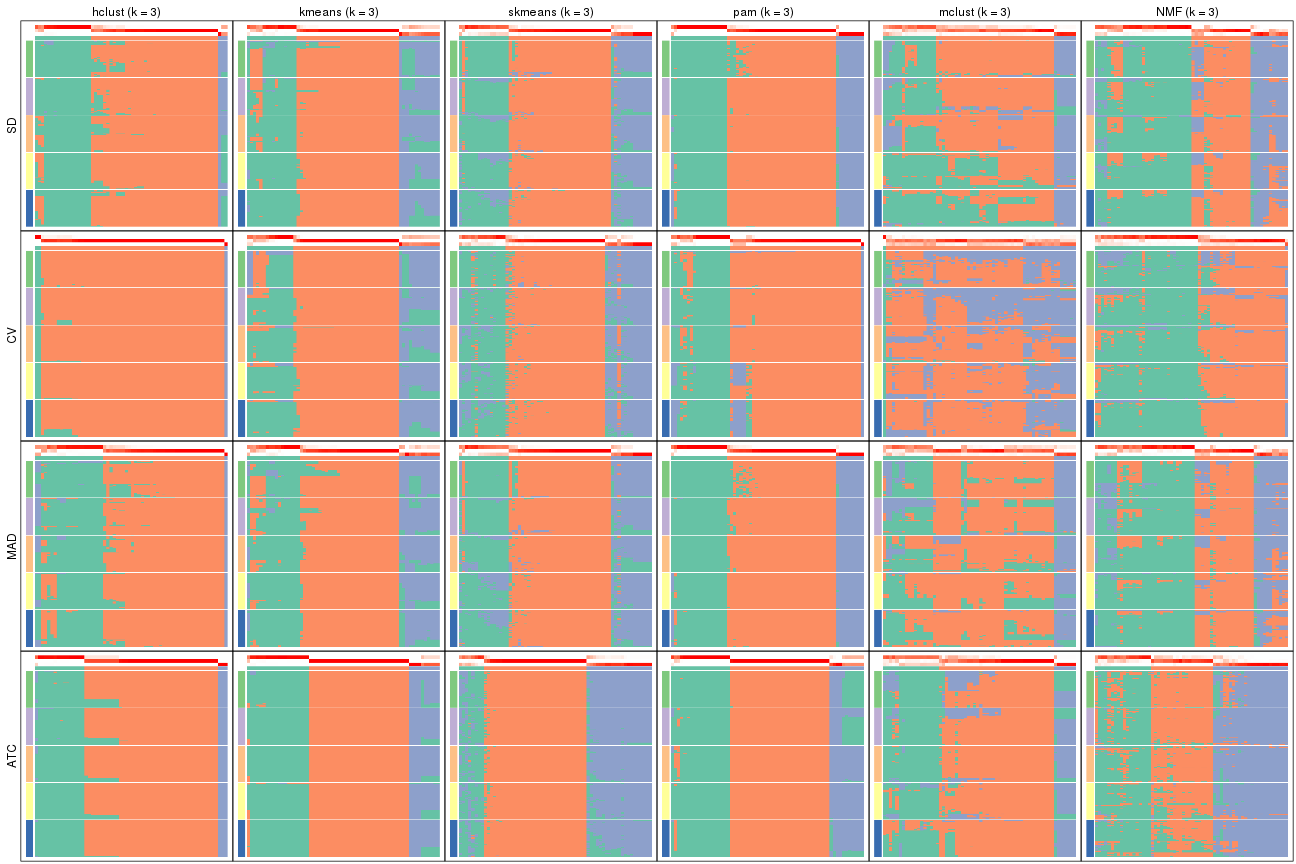 hclust (k = 3) kmeans (k = 3) skmeans (k = 3) pam (k = 3) mclust (k = 3) NMF (k = 3)
SD
CV
MAD
ATC